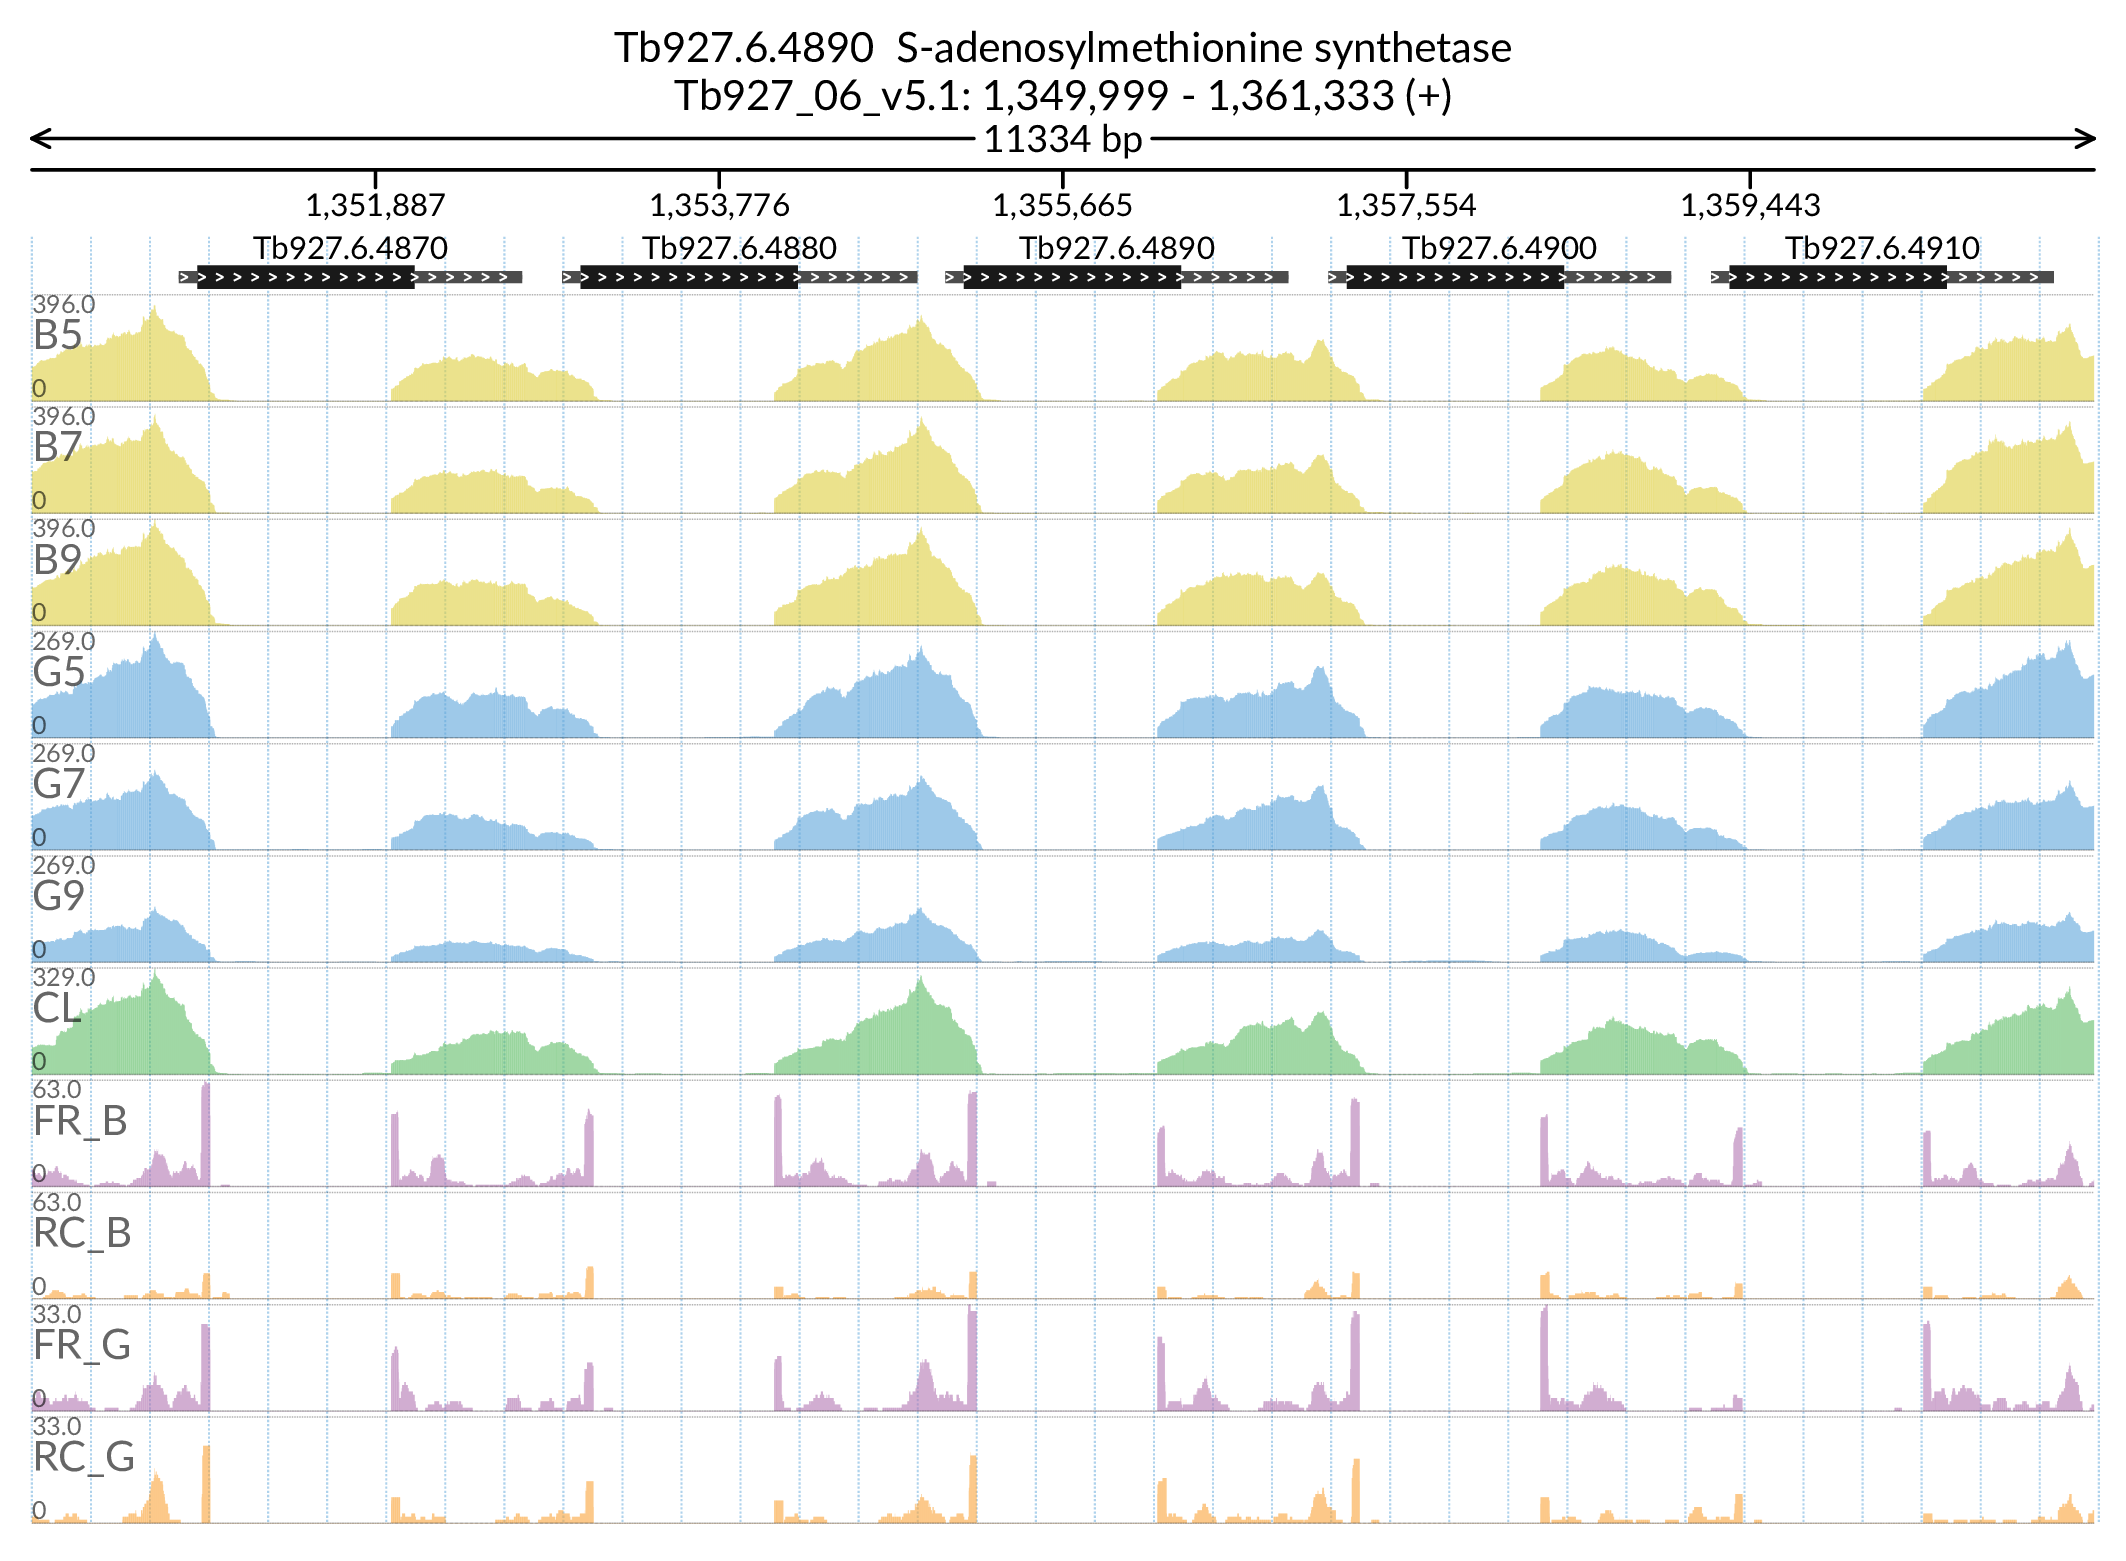 Tb927.6.4890  S-adenosylmethionine synthetase
Tb927_06_v5.1: 1,349,999 - 1,361,333 (+)
11334 bp
1,351,887 1,353,776 1,355,665 1,357,554 1,359,443
Tb927.6.4870 Tb927.6.4880 Tb927.6.4890 Tb927.6.4900 Tb927.6.4910
396.0
B5
0
396.0
B7
0
396.0
B9
0
269.0
G5
0
269.0
G7
0
269.0
G9
0
329.0
CL
0
63.0
FR_B
0
63.0
RC_B
0
33.0
FR_G
0
33.0
RC_G
0